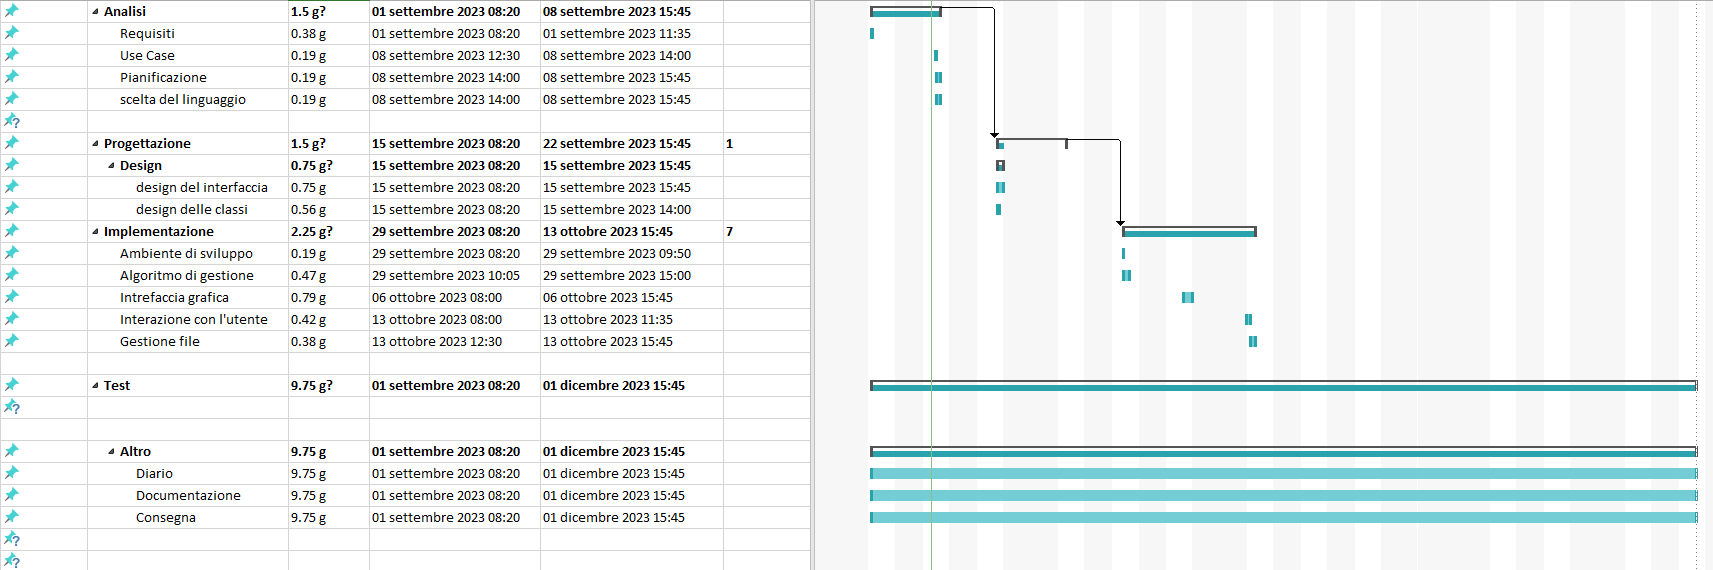 Analisi 1.5 g? 01 settembre 2023 08:20 08 settembre 2023 15:45
Requisiti 0.38 g 01 settembre 2023 08:20 01 settembre 2023 11:35
Use Case 0.19 g 08 settembre 2023 12:30 08 settembre 2023 14:00
Pianificazione 0.19 g 08 settembre 2023 14:00 08 settembre 2023 15:45
scelta del linguaggio 0.19 g 08 settembre 2023 14:00 08 settembre 2023 15:45
?
Progettazione 1.5 g? 15 settembre 2023 08:20 22 settembre 2023 15:45 1
Design 0.75 g? 15 settembre 2023 08:20 15 settembre 2023 15:45
design del interfaccia 0.75 g 15 settembre 2023 08:20 15 settembre 2023 15:45
design delle classi 0.56 g 15 settembre 2023 08:20 15 settembre 2023 14:00
Implementazione 2.25 g? 29 settembre 2023 08:20 13 ottobre 2023 15:45 7
Ambiente di sviluppo 0.19 g 29 settembre 2023 08:20 29 settembre 2023 09:50
Algoritmo di gestione 0.47 g 29 settembre 2023 10:05 29 settembre 2023 15:00
Intrefaccia grafica 0.79 g 06 ottobre 2023 08:00 06 ottobre 2023 15:45
Interazione con l'utente 0.42 g 13 ottobre 2023 08:00 13 ottobre 2023 11:35
Gestione file 0.38 g 13 ottobre 2023 12:30 13 ottobre 2023 15:45
Test 9.75 g? 01 settembre 2023 08:20 01 dicembre 2023 15:45
?
Altro 9.75 g 01 settembre 2023 08:20 01 dicembre 2023 15:45
Diario 9.75 g 01 settembre 2023 08:20 01 dicembre 2023 15:45
Documentazione 9.75 g 01 settembre 2023 08:20 01 dicembre 2023 15:45
Consegna 9.75 g 01 settembre 2023 08:20 01 dicembre 2023 15:45
?
?